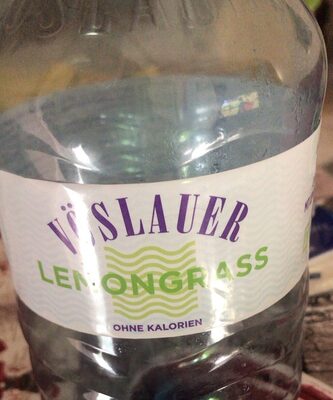 VÖSLAUER
LEMONGRASS
OHNE KALORIEN